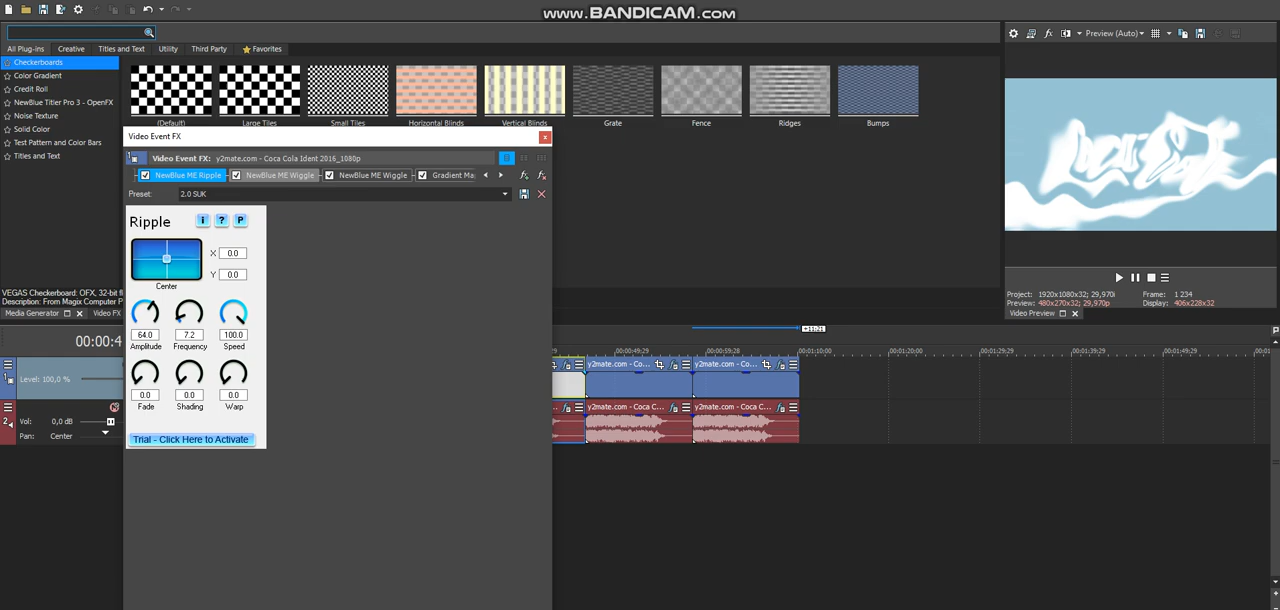 www.BANDICAM.com
All Plug-ins Creative Titles and Text Utility Third Party Favorites
Checkerboards
Color Gradient
Credit Roll
NewBlue Titler Pro 3 - OpenFX
Noise Texture
Solid Color
Test Pattern and Color Bars
Titles and Text
(Default) Large Tiles Small Tiles Horizontal Blinds Vertical Blinds Grate Fence Ridges Bumps
VEGAS Checkerboard: OFX, 32-bit fl
Description: From Magix Computer P
Media Generator Video FX
Video Event FX
Video Event FX: y2mate.com - Coca Cola Ident 2016_1080p
NewBlue ME Ripple NewBlue ME Wiggle NewBlue ME Wiggle Gradient Ma
Preset: 2.0 SUK
Ripple i ? P
X 0.0
Y 0.0
Center
64.0 7.2 100.0
Amplitude Frequency Speed
0.0 0.0 0.0
Fade Shading Warp
Trial - Click Here to Activate
Preview (Auto)
Project: 1920x1080x32; 29,970i Frame: 1 234
Preview: 480x270x32; 29,970p Display: 406x228x32
Video Preview
00:00:4
+11:21
00:00:49:29 00:00:59:28 00:01:10:00 00:01:20:00 00:01:29:29 00:01:39:29 00:01:49:29 00:01
Level: 100,0 %
y2mate.com - Co... y2mate.com - Co...
Vol: 0,0 dB
Pan: Center
y2mate.com - Coca C... y2mate.com - Coca C...